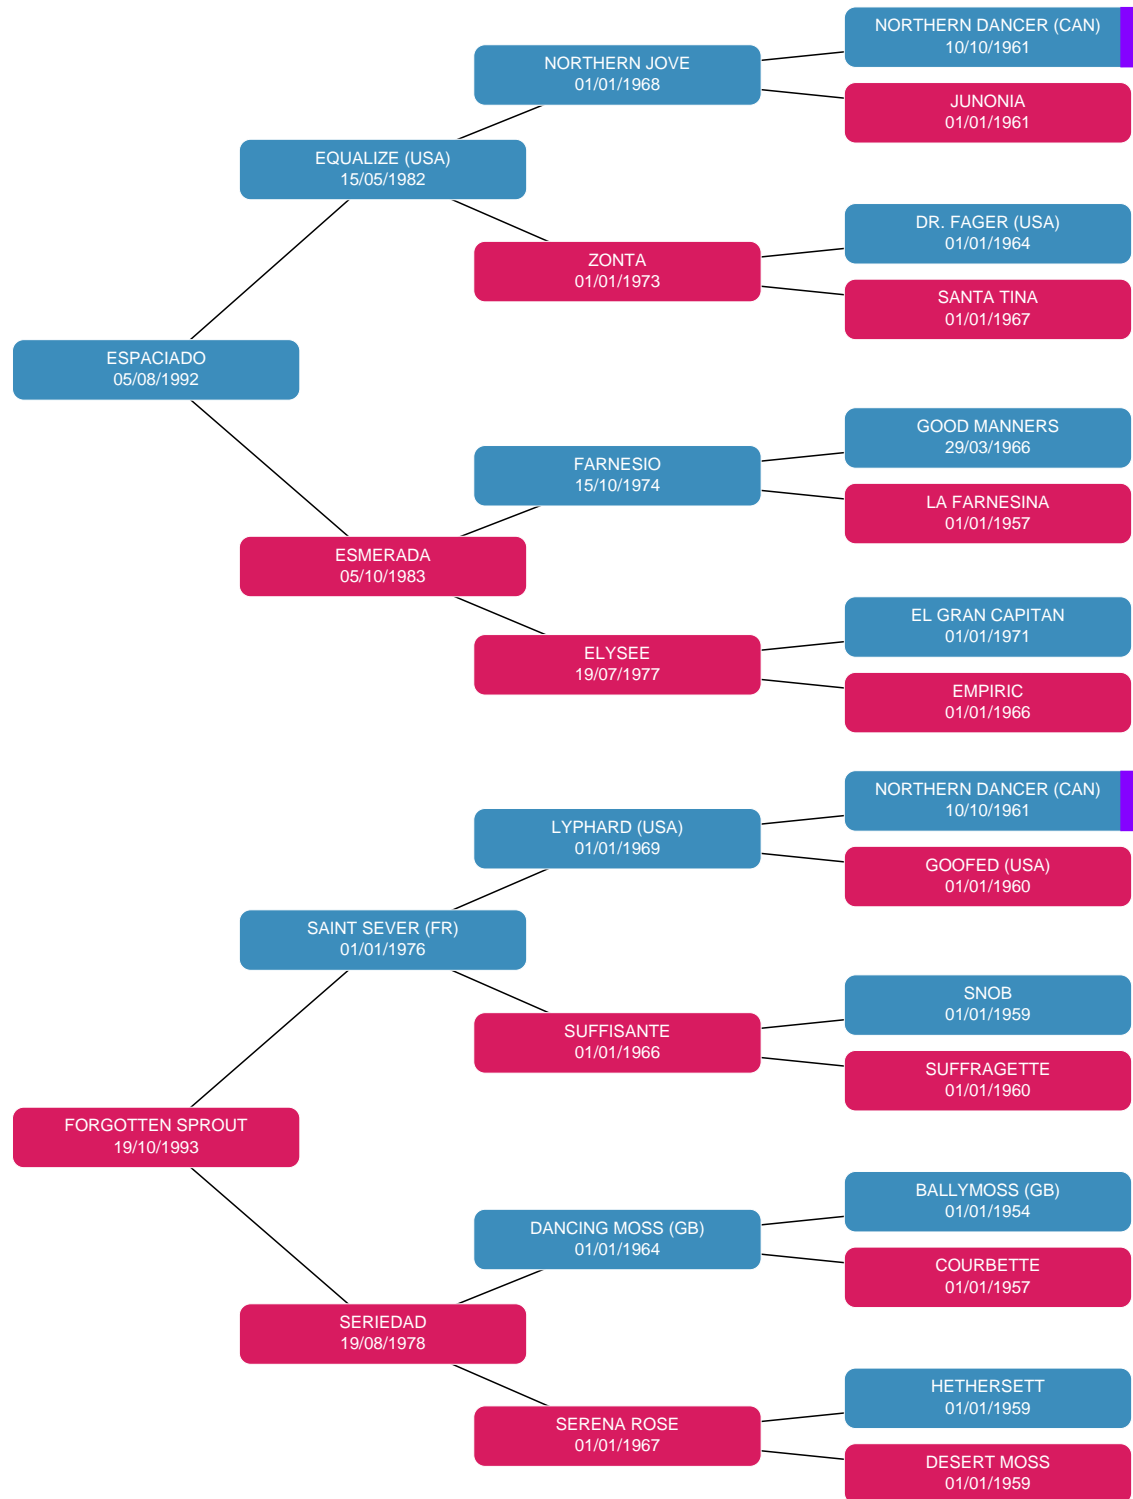 NORTHERN DANCER (CAN)
10/10/1961
NORTHERN JOVE
01/01/1968
JUNONIA
01/01/1961
EQUALIZE (USA)
15/05/1982
DR. FAGER (USA)
01/01/1964
ZONTA
01/01/1973
SANTA TINA
01/01/1967
ESPACIADO
05/08/1992
GOOD MANNERS
29/03/1966
FARNESIO
15/10/1974
LA FARNESINA
01/01/1957
ESMERADA
05/10/1983
EL GRAN CAPITAN
01/01/1971
ELYSEE
19/07/1977
EMPIRIC
01/01/1966
NORTHERN DANCER (CAN)
10/10/1961
LYPHARD (USA)
01/01/1969
GOOFED (USA)
01/01/1960
SAINT SEVER (FR)
01/01/1976
SNOB
01/01/1959
SUFFISANTE
01/01/1966
SUFFRAGETTE
01/01/1960
FORGOTTEN SPROUT
19/10/1993
BALLYMOSS (GB)
01/01/1954
DANCING MOSS (GB)
01/01/1964
COURBETTE
01/01/1957
SERIEDAD
19/08/1978
HETHERSETT
01/01/1959
SERENA ROSE
01/01/1967
DESERT MOSS
01/01/1959